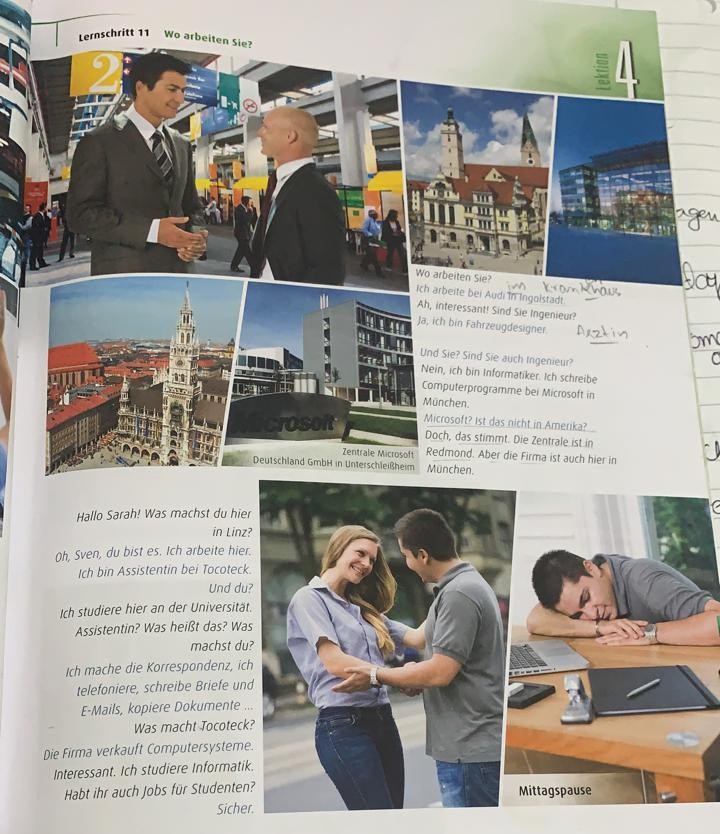 Lernschritt 11 Wo arbeiten Sie?
Lektion 4
2
Wo arbeiten Sie?
im Krankehaus
Ich arbeite bei Audi in Ingolstadt.
Ah, interessant! Sind Sie Ingenieur?
Ja, ich bin Fahrzeugdesigner.
Aeztin
Und Sie? Sind Sie auch Ingenieur?
Nein, ich bin Informatiker. Ich schreibe
Computerprogramme bei Microsoft in
München.
Microsoft? Ist das nicht in Amerika?
Doch, das stimmt. Die Zentrale ist in
Redmond. Aber die Firma ist auch hier in
München.
Microsoft
Zentrale Microsoft
Deutschland GmbH in Unterschleißheim
Hallo Sarah! Was machst du hier
in Linz?
Oh, Sven, du bist es. Ich arbeite hier.
Ich bin Assistentin bei Tocoteck.
Und du?
Ich studiere hier an der Universität.
Assistentin? Was heißt das? Was
machst du?
Ich mache die Korrespondenz, ich
telefoniere, schreibe Briefe und
E-Mails, kopiere Dokumente ...
Was macht Tocoteck?
Die Firma verkauft Computersysteme.
Interessant. Ich studiere Informatik.
Habt ihr auch Jobs für Studenten?
Sicher.
Mittagspause